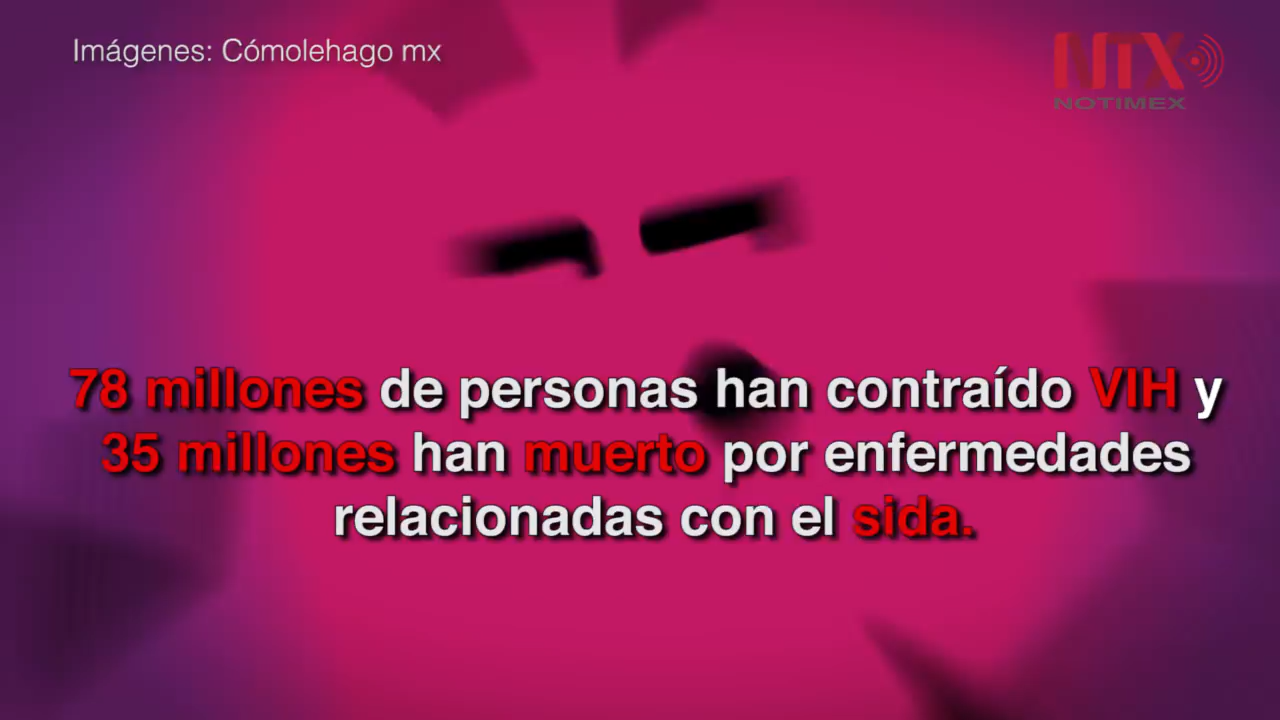 Imágenes: Cómolehago mx
NTX
NOTIMEX
78 millones de personas han contraído VIH y
35 millones han muerto por enfermedades
relacionadas con el sida.